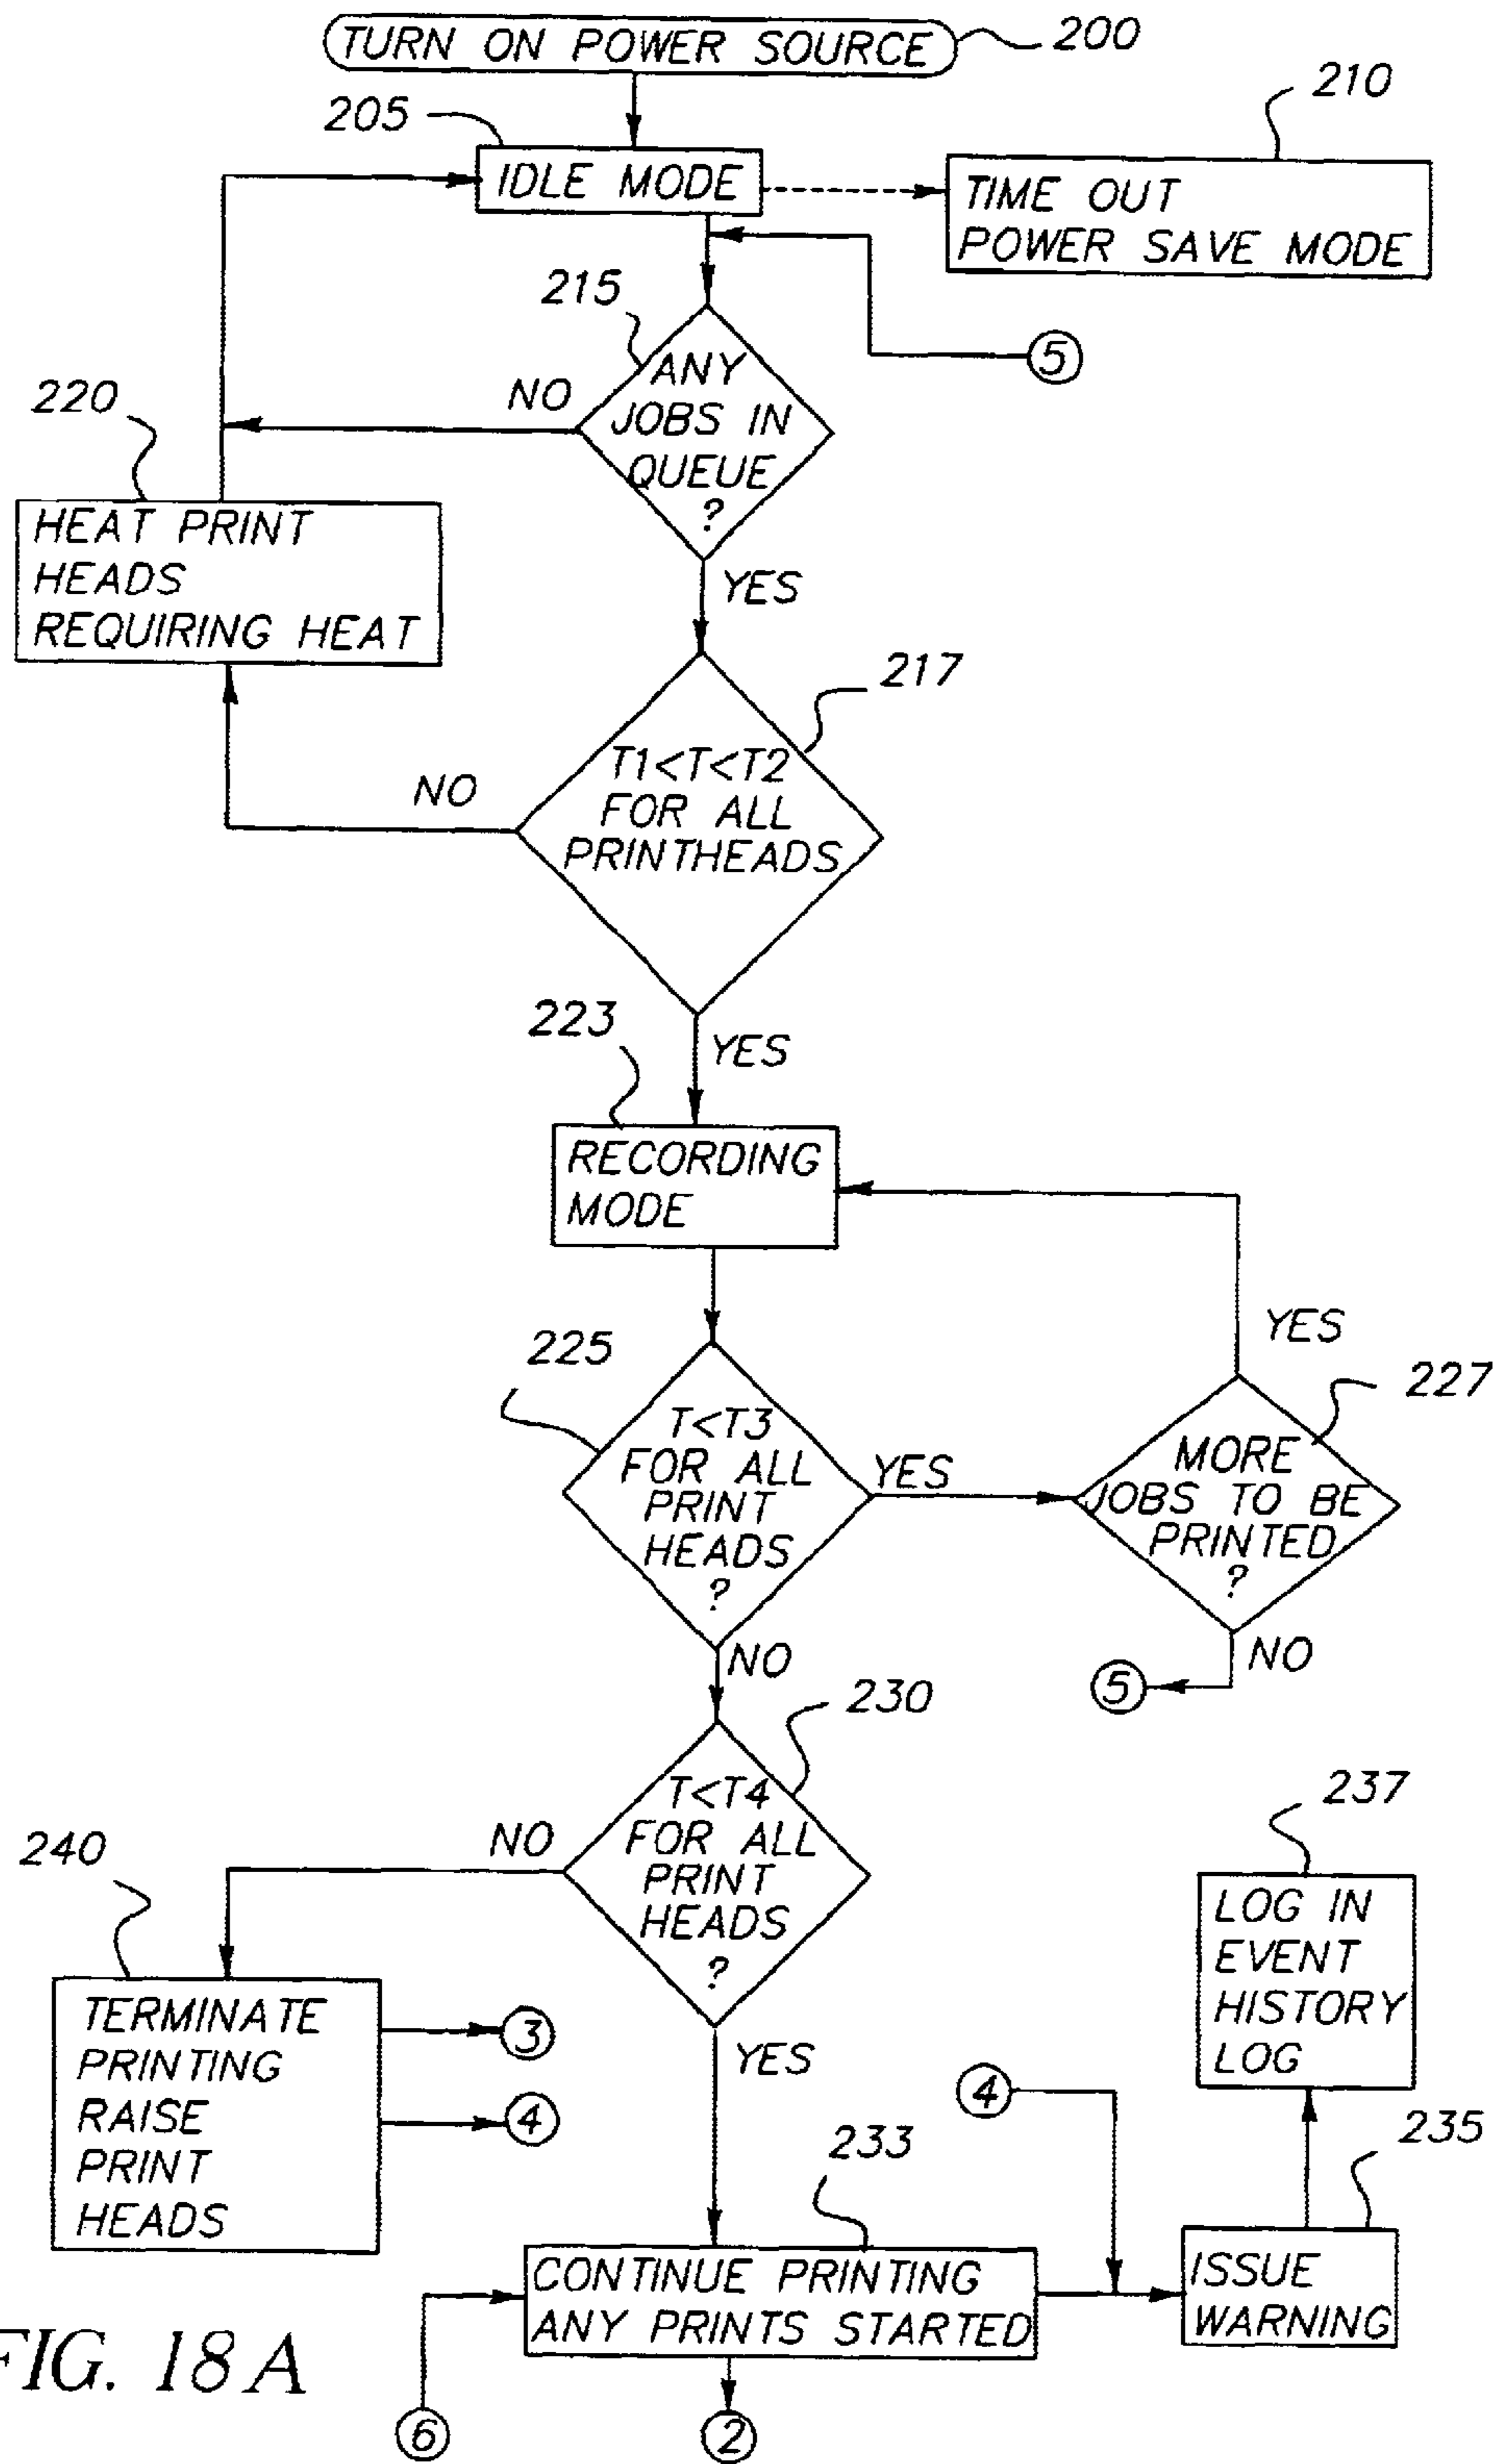 TURN ON POWER SOURCE
200
205
210
IDLE MODE
TIME OUT
POWER SAVE MODE
215
5
ANY
JOBS IN
QUEUE
?
NO
YES
220
HEAT PRINT
HEADS
REQUIRING HEAT
217
T1<T<T2
FOR ALL
PRINTHEADS
NO
YES
223
RECORDING
MODE
225
T<T3
FOR ALL
PRINT
HEADS
?
YES
NO
YES
227
MORE
JOBS TO BE
PRINTED
?
NO
5
230
T<T4
FOR ALL
PRINT
HEADS
?
NO
YES
240
TERMINATE
PRINTING
RAISE
PRINT
HEADS
3
4
237
LOG IN
EVENT
HISTORY
LOG
4
235
233
CONTINUE PRINTING
ANY PRINTS STARTED
ISSUE
WARNING
6
2
FIG. 18A